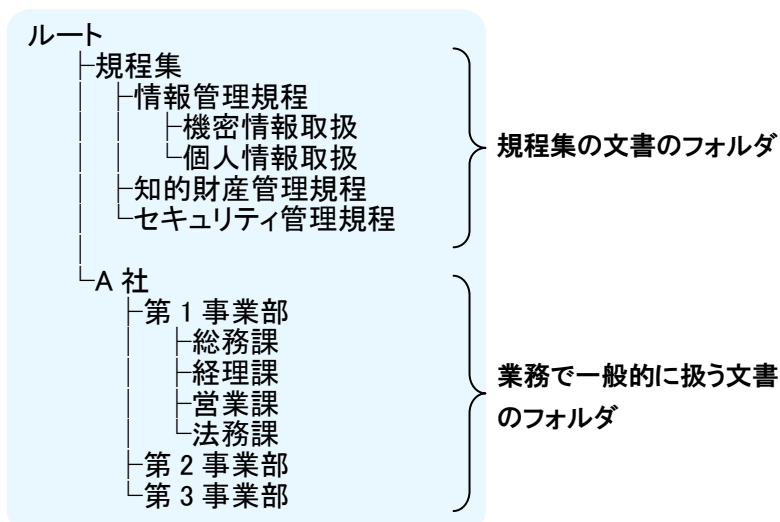 ルート
規程集
情報管理規程
機密情報取扱
個人情報取扱
知的財産管理規程
セキュリティ管理規程
規程集の文書のフォルダ
A 社
第 1 事業部
総務課
経理課
営業課
法務課
第 2 事業部
第 3 事業部
業務で一般的に扱う文書
のフォルダ